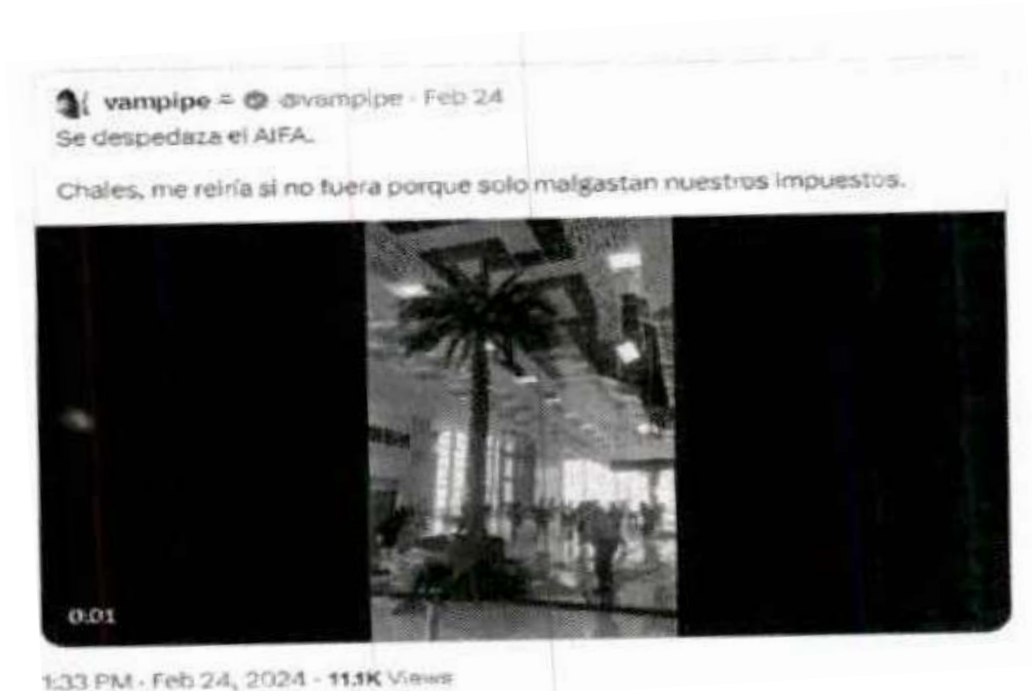 vampipe @vampipe · Feb 24
Se despedaza el AIFA.
Chales, me reiría si no fuera porque solo malgastan nuestros impuestos.
0:01
1:33 PM · Feb 24, 2024 · 11.1K Views